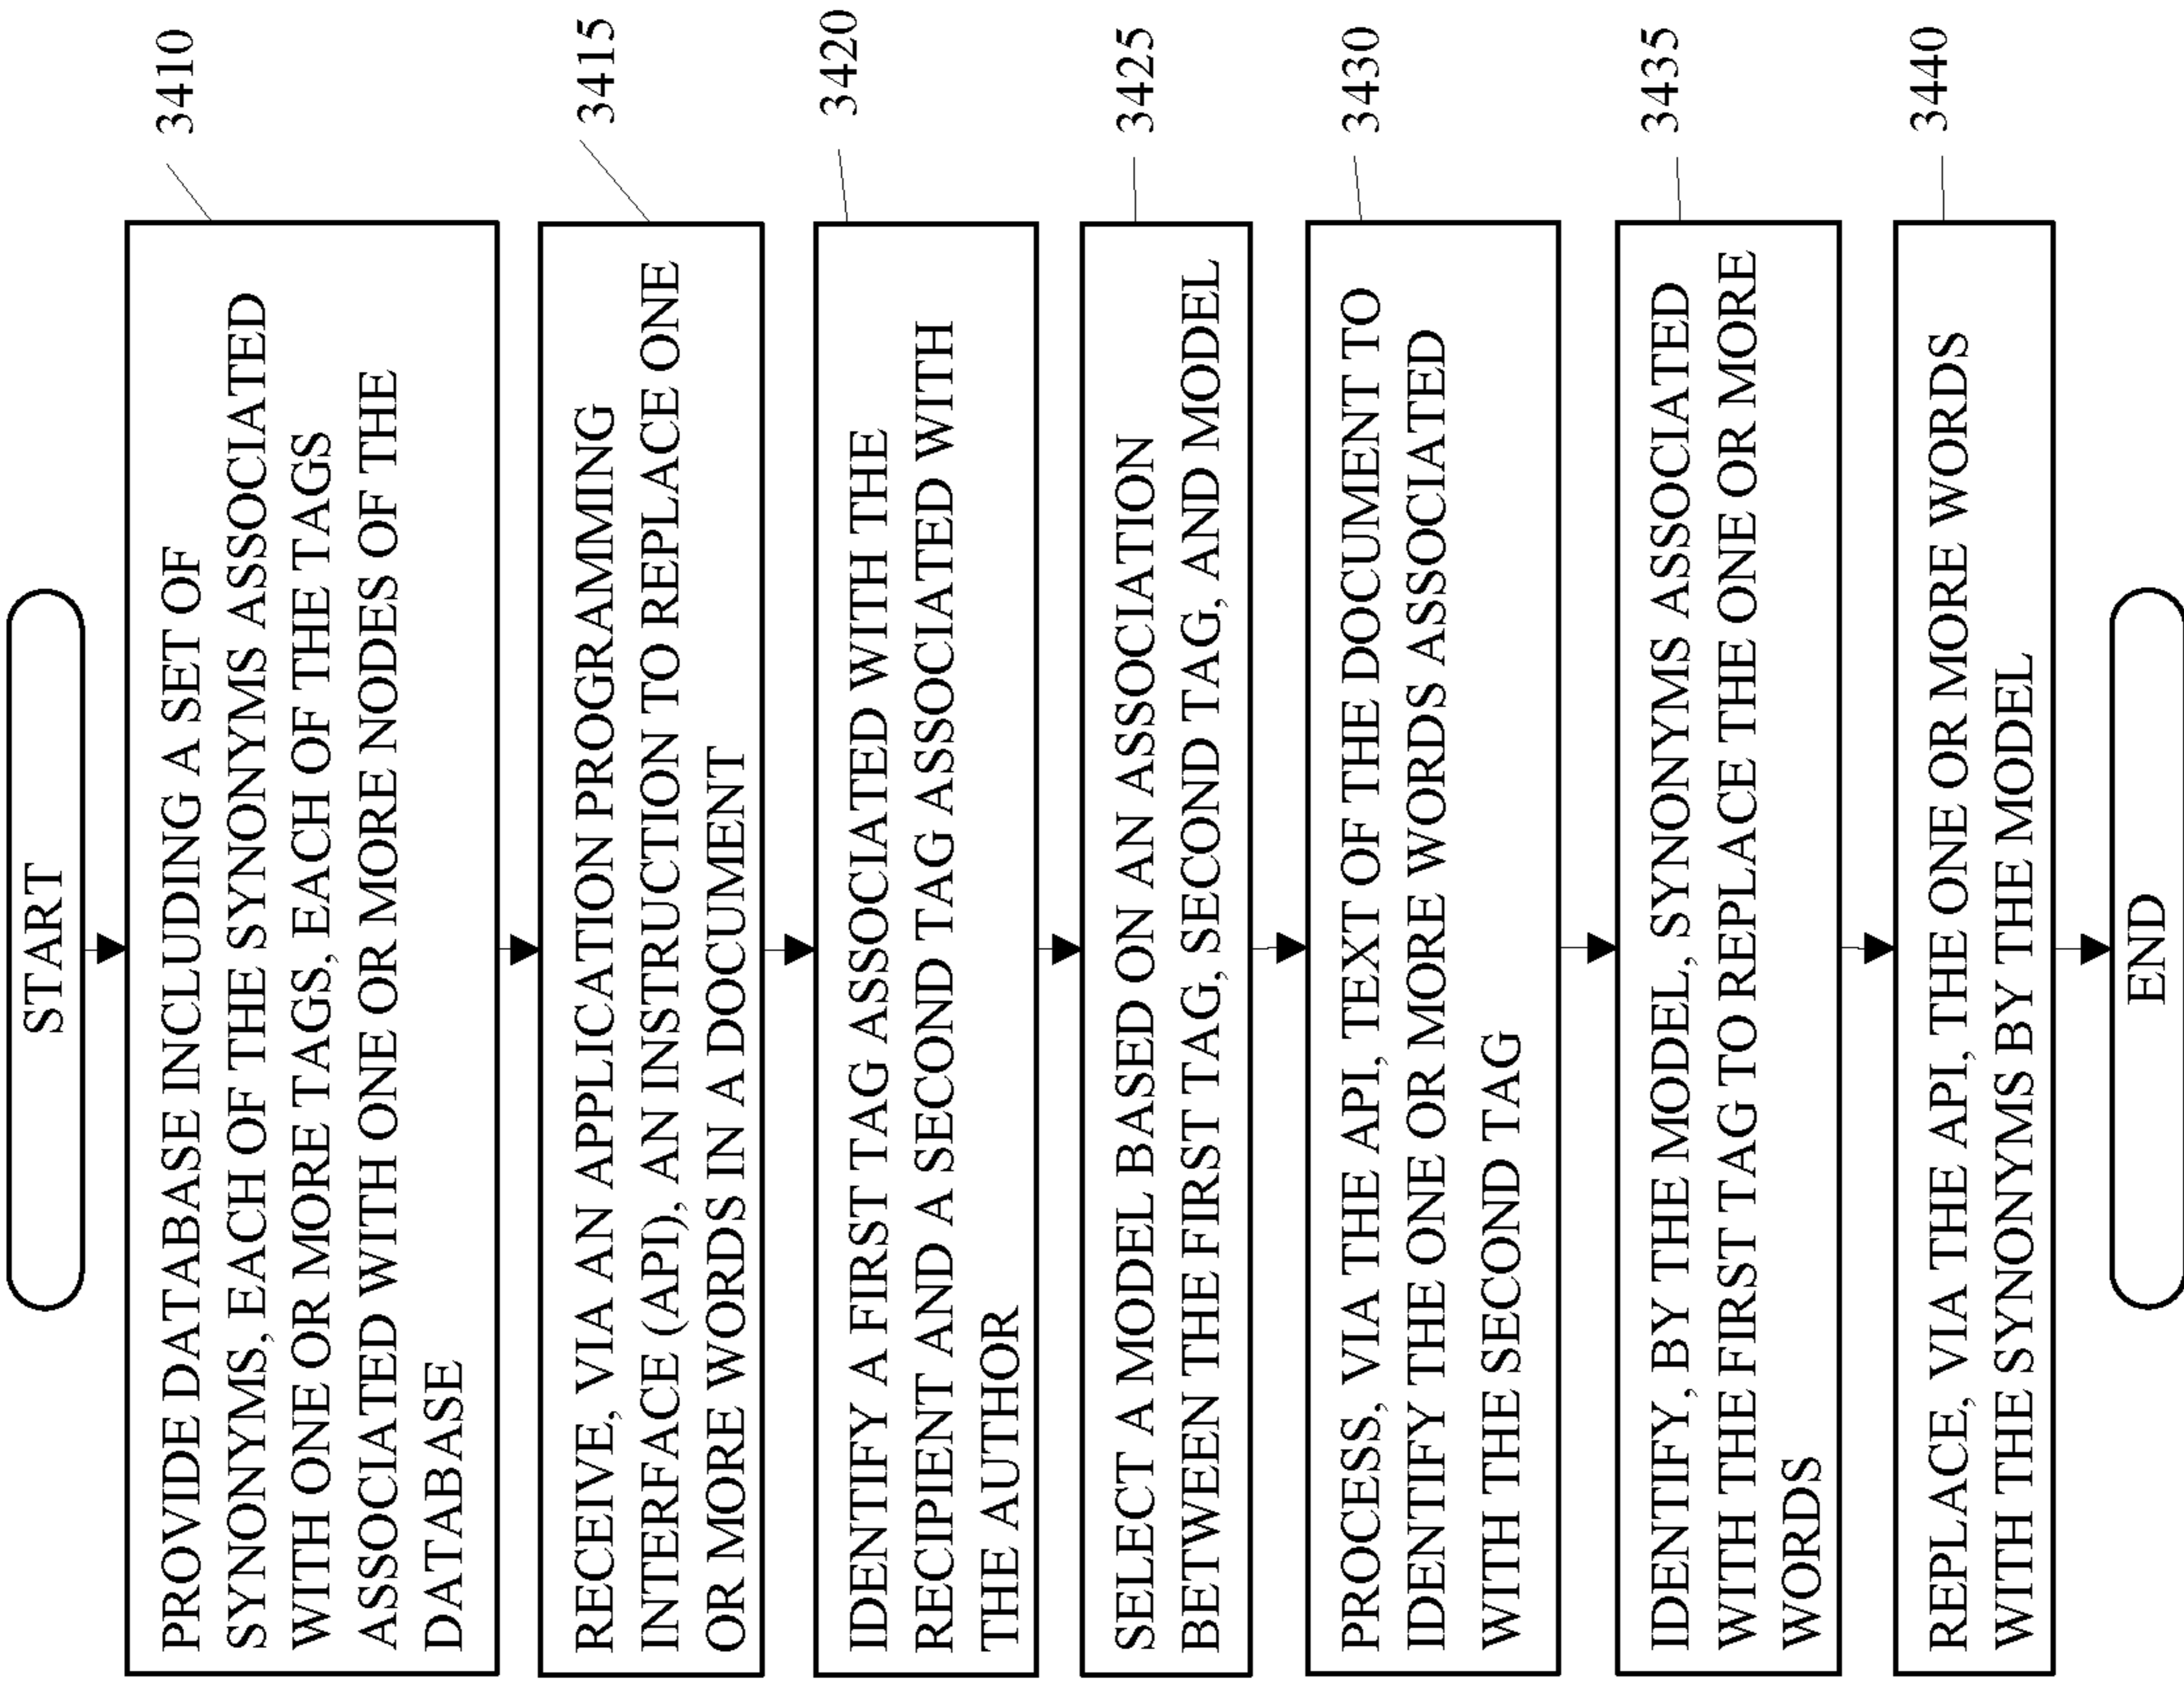 START
PROVIDE DATABASE INCLUDING A SET OF
SYNONYMS, EACH OF THE SYNONYMS ASSOCIATED
WITH ONE OR MORE TAGS, EACH OF THE TAGS
ASSOCIATED WITH ONE OR MORE NODES OF THE
DATABASE
3410
RECEIVE, VIA AN APPLICATION PROGRAMMING
INTERFACE (API), AN INSTRUCTION TO REPLACE ONE
OR MORE WORDS IN A DOCUMENT
3415
IDENTIFY A FIRST TAG ASSOCIATED WITH THE
RECIPIENT AND A SECOND TAG ASSOCIATED WITH
THE AUTHOR
3420
SELECT A MODEL BASED ON AN ASSOCIATION
BETWEEN THE FIRST TAG, SECOND TAG, AND MODEL
3425
PROCESS, VIA THE API, TEXT OF THE DOCUMENT TO
IDENTIFY THE ONE OR MORE WORDS ASSOCIATED
WITH THE SECOND TAG
3430
IDENTIFY, BY THE MODEL, SYNONYMS ASSOCIATED
WITH THE FIRST TAG TO REPLACE THE ONE OR MORE
WORDS
3435
REPLACE, VIA THE API, THE ONE OR MORE WORDS
WITH THE SYNONYMS BY THE MODEL
3440
END